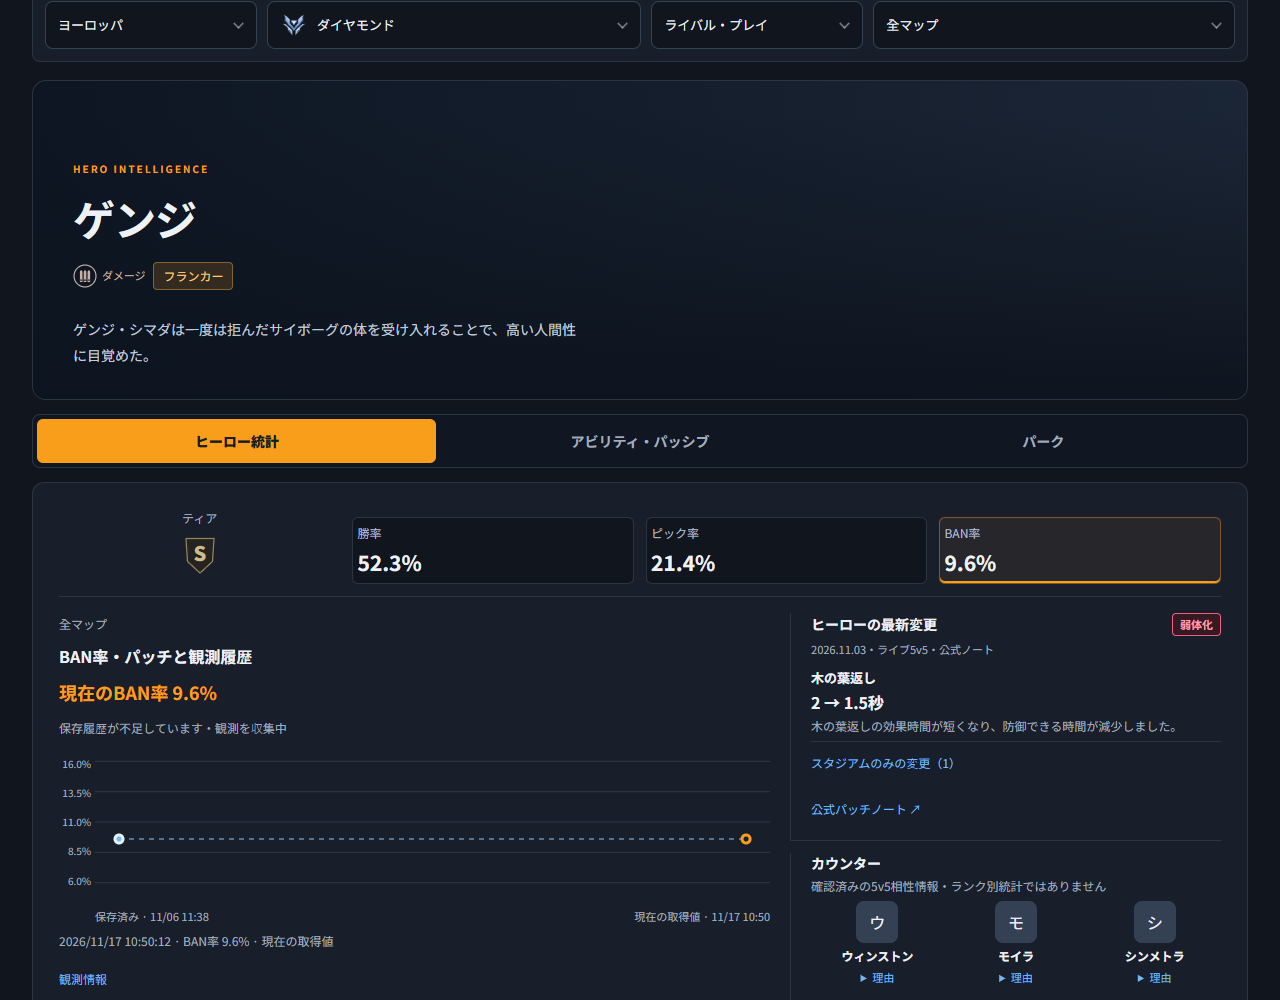 ヨーロッパ
ダイヤモンド
ライバル・プレイ
全マップ
HERO INTELLIGENCE
ゲンジ
ダメージ
フランカー
ゲンジ・シマダは一度は拒んだサイボーグの体を受け入れることで、高い人間性
に目覚めた。
ヒーロー統計
アビリティ・パッシブ
パーク
ティア
S
勝率
52.3%
ピック率
21.4%
BAN率
9.6%
全マップ
BAN率・パッチと観測履歴
現在のBAN率 9.6%
保存履歴が不足しています・観測を収集中
16.0%
13.5%
11.0%
8.5%
6.0%
保存済み · 11/06 11:38
現在の取得値 · 11/17 10:50
2026/11/17 10:50:12 · BAN率 9.6% · 現在の取得値
観測情報
ヒーローの最新変更
弱体化
2026.11.03・ライブ5v5・公式ノート
木の葉返し
2 → 1.5秒
木の葉返しの効果時間が短くなり、防御できる時間が減少しました。
スタジアムのみの変更（1）
公式パッチノート ↗
カウンター
確認済みの5v5相性情報・ランク別統計ではありません
ウ
モ
シ
ウィンストン
モイラ
シンメトラ
▶ 理由
▶ 理由
▶ 理由